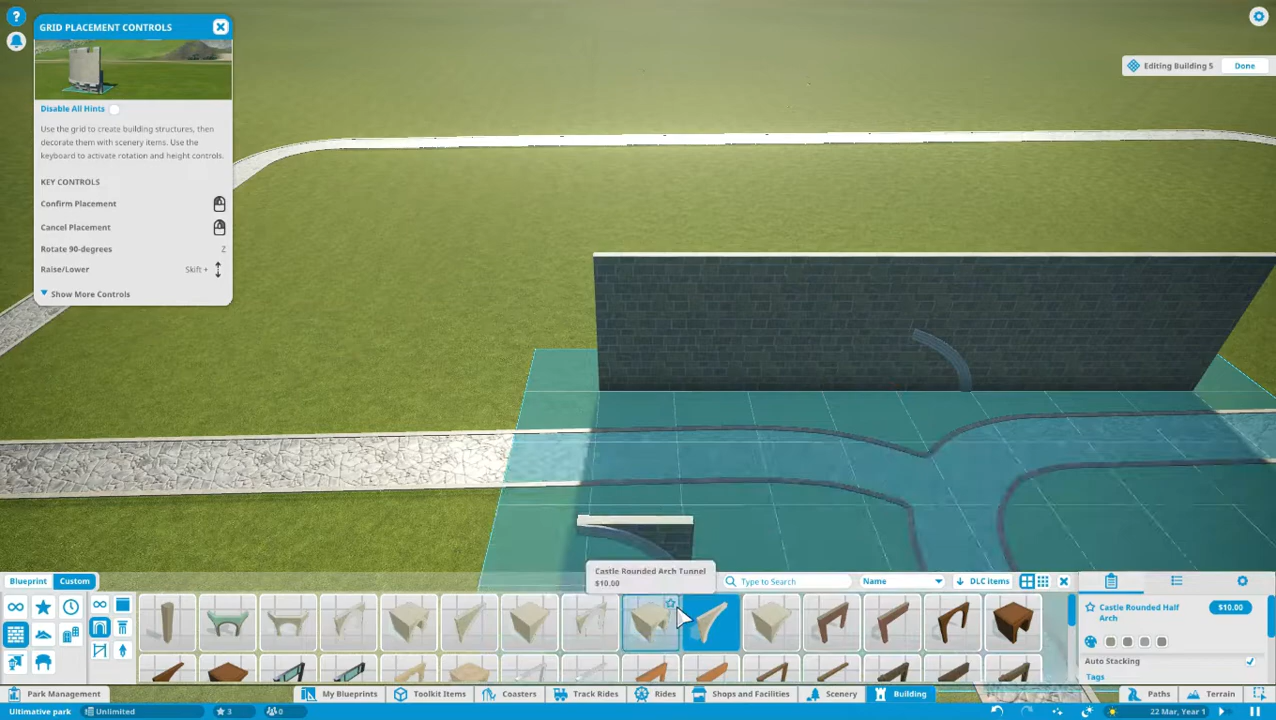 GRID PLACEMENT CONTROLS
Editing Building 5
Done
Disable All Hints
Use the grid to create building structures, then
decorate them with scenery items. Use the
keyboard to activate rotation and height controls.
KEY CONTROLS
Confirm Placement
Cancel Placement
Rotate 90-degrees Z
Raise/Lower Skift +
Show More Controls
Castle Rounded Arch Tunnel
$10.00
Blueprint
Custom
Type to Search
Name
DLC items
Castle Rounded Half
Arch
$10.00
Auto Stacking
Tags
Park Management
My Blueprints
Toolkit Items
Coasters
Track Rides
Rides
Shops and Facilities
Scenery
Building
Paths
Terrain
Ultimative park
Unlimited
3
0
22 Mar, Year 1